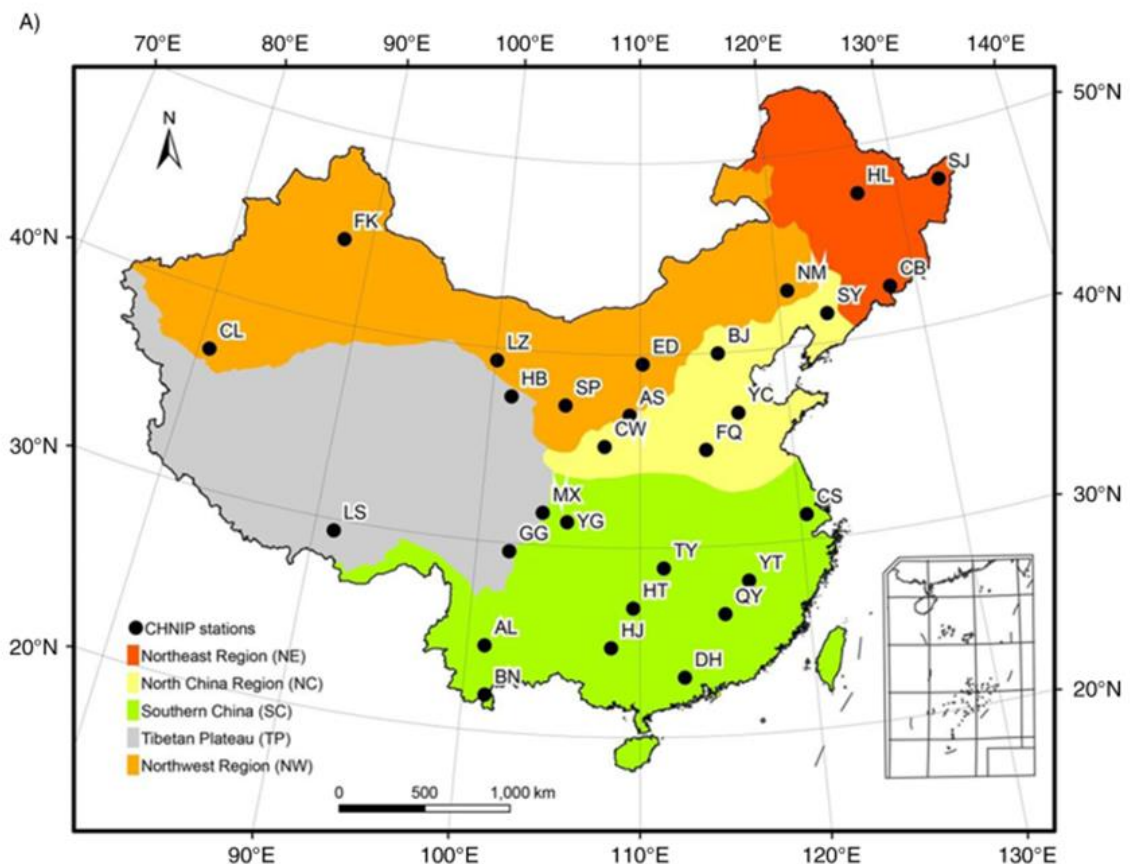 A)
70°E 80°E 90°E 100°E 110°E 120°E 130°E 140°E
50°N
N
SJ
HL
FK
40°N
CB
NM
40°N
SY
CL
LZ
ED
BJ
HB
SP
AS
YC
CW
FQ
30°N
MX
30°N
CS
LS
YG
GG
TY
YT
HT
QY
CHNIP stations
AL
HJ
Northeast Region (NE)
20°N
DH
BN
North China Region (NC)
20°N
Southern China (SC)
Tibetan Plateau (TP)
Northwest Region (NW)
0 500 1,000 km
90°E 100°E 110°E 120°E 130°E